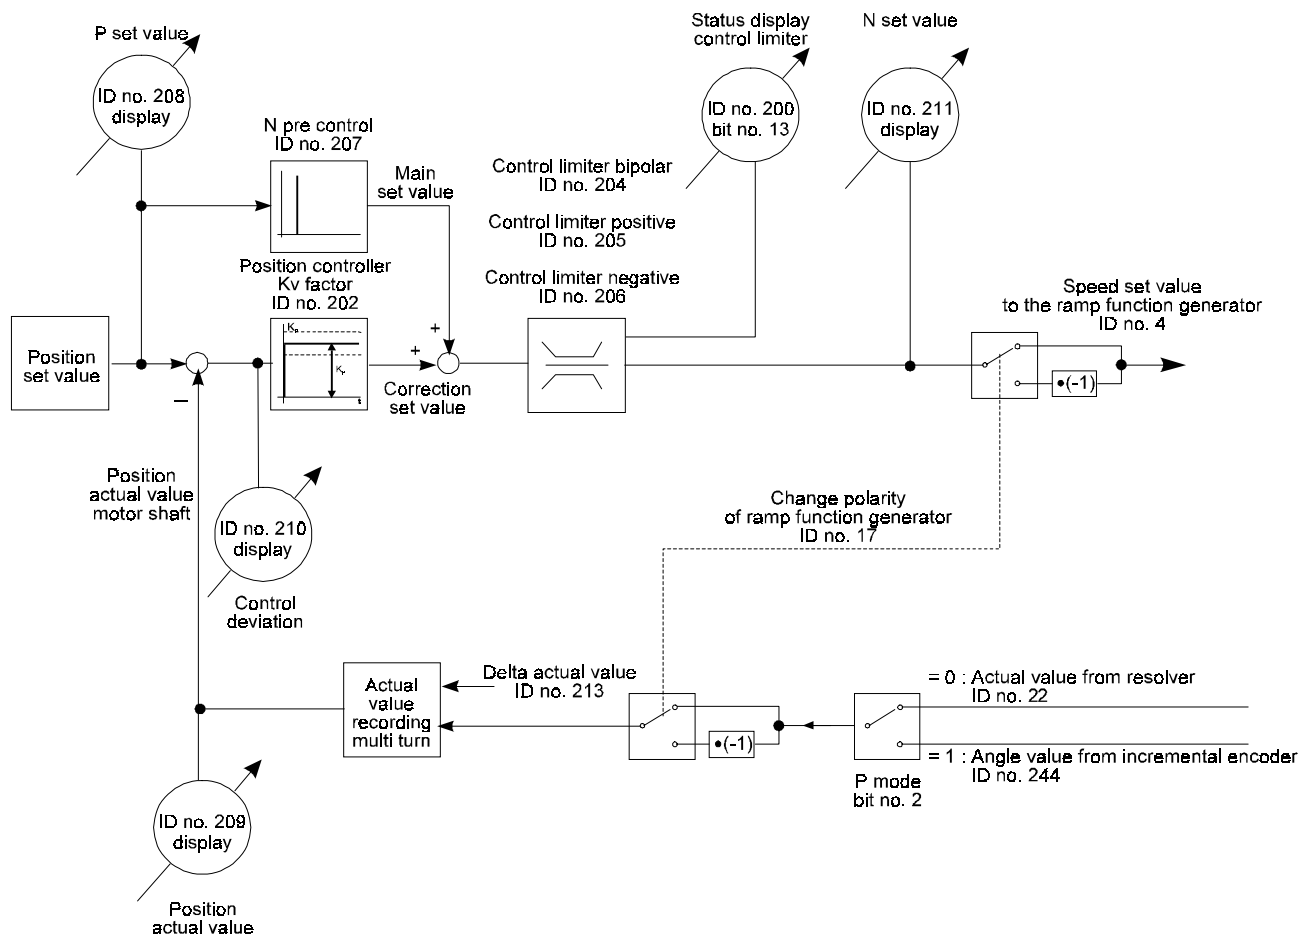 P set value
Status display
control limiter
N set value
ID no. 208
display
ID no. 200
bit no. 13
ID no. 211
display
N pre control
ID no. 207
Main
set value
Control limiter bipolar
ID no. 204
Control limiter positive
ID no. 205
Control limiter negative
ID no. 206
Position controller
Kv factor
ID no. 202
Speed set value
to the ramp function generator
ID no. 4
Position
set value
t
+
+
Correction
set value
•(-1)
–
Position
actual value
motor shaft
ID no. 210
display
Control
deviation
Change polarity
of ramp function generator
ID no. 17
Actual
value
recording
multi turn
Delta actual value
ID no. 213
•(-1)
= 0 : Actual value from resolver
ID no. 22
= 1 : Angle value from incremental encoder
ID no. 244
P mode
bit no. 2
ID no. 209
display
Position
actual value